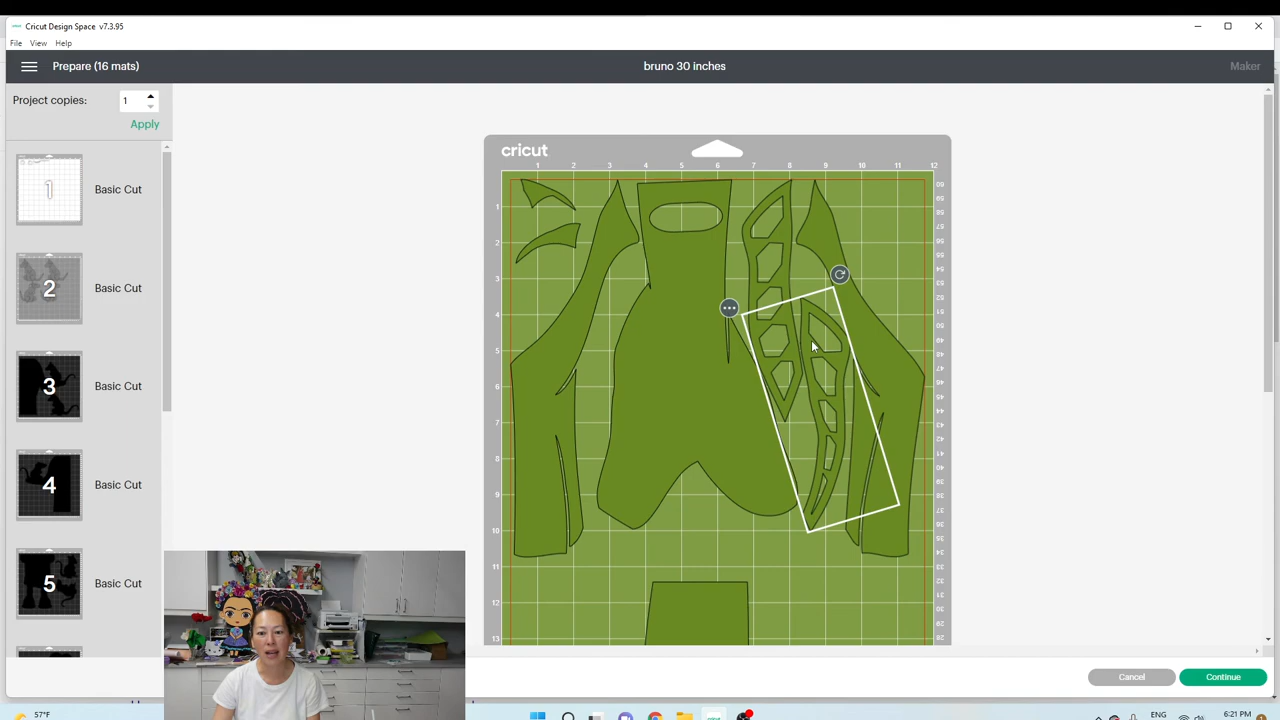 Cricut Design Space v7.3.95
File View Help
Prepare (16 mats)
bruno 30 inches
Maker
Project copies: 1
Apply
1 Basic Cut
2 Basic Cut
3 Basic Cut
4 Basic Cut
5 Basic Cut
cricut
1 2 3 4 5 6 7 8 9 10 11 12
1
2
3
4
5
6
7
8
9
10
11
12
13
Cancel
Continue
57°F
ENG
6:21 PM